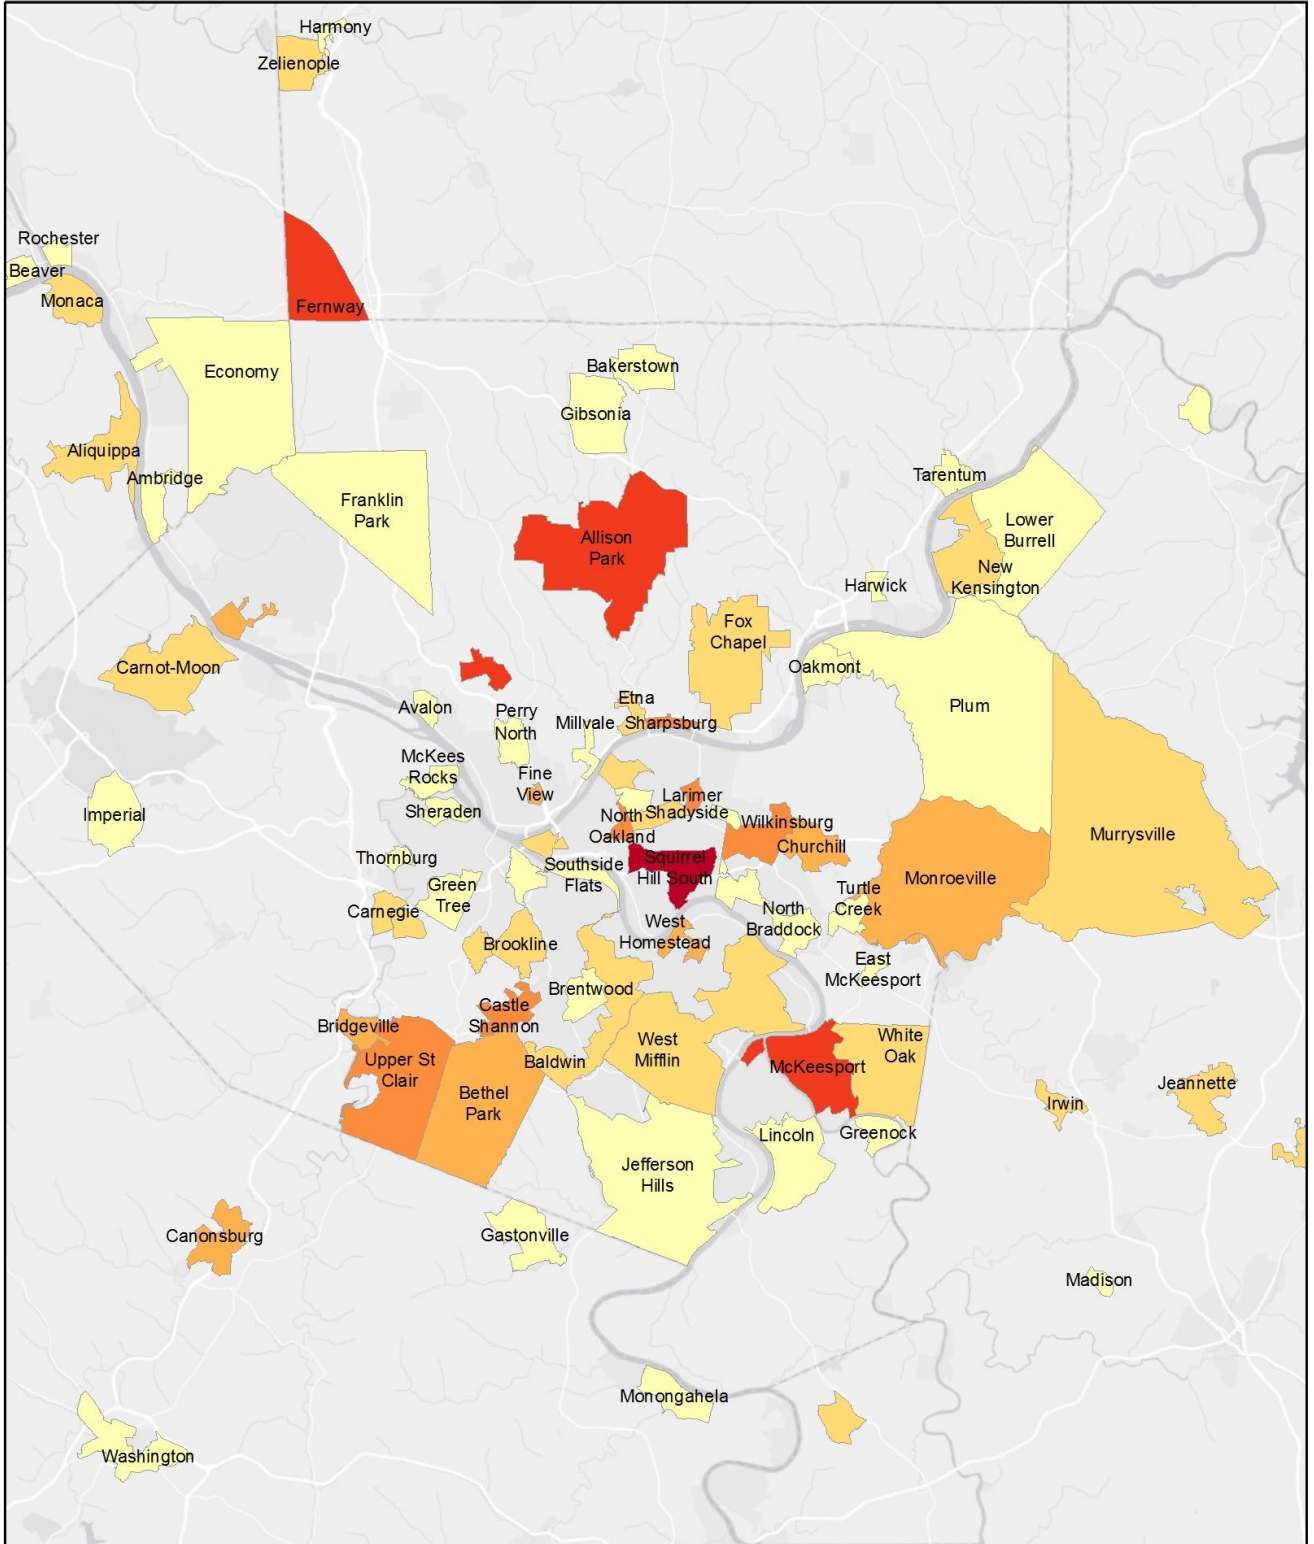 Harmony
Zelienople
Rochester
Beaver
Monaca
Fernway
Economy
Bakerstown
Gibsonia
Aliquippa
Ambridge
Franklin
Park
Allison
Park
Tarentum
Lower
Burrell
New
Kensington
Harwick
Fox
Chapel
Carnot-Moon
Oakmont
Plum
Avalon
Perry
North
Etna
Millvale
Sharpsburg
McKees
Rocks
Fine
View
Imperial
Sheraden
Larimer
North
Oakland
Shadyside
Wilkinsburg
Churchill
Murrysville
Thornburg
Southside
Flats
Squirrel
Hill South
Monroeville
Green
Tree
Carnegie
Turtle
Creek
North
Braddock
West
Homestead
Brookline
East
McKeesport
Brentwood
Castle
Shannon
Bridgeville
Upper St
Clair
Baldwin
West
Mifflin
White
Oak
McKeesport
Bethel
Park
Jeannette
Irwin
Lincoln
Greenock
Jefferson
Hills
Canonsburg
Gastonville
Madison
Monongahela
Washington